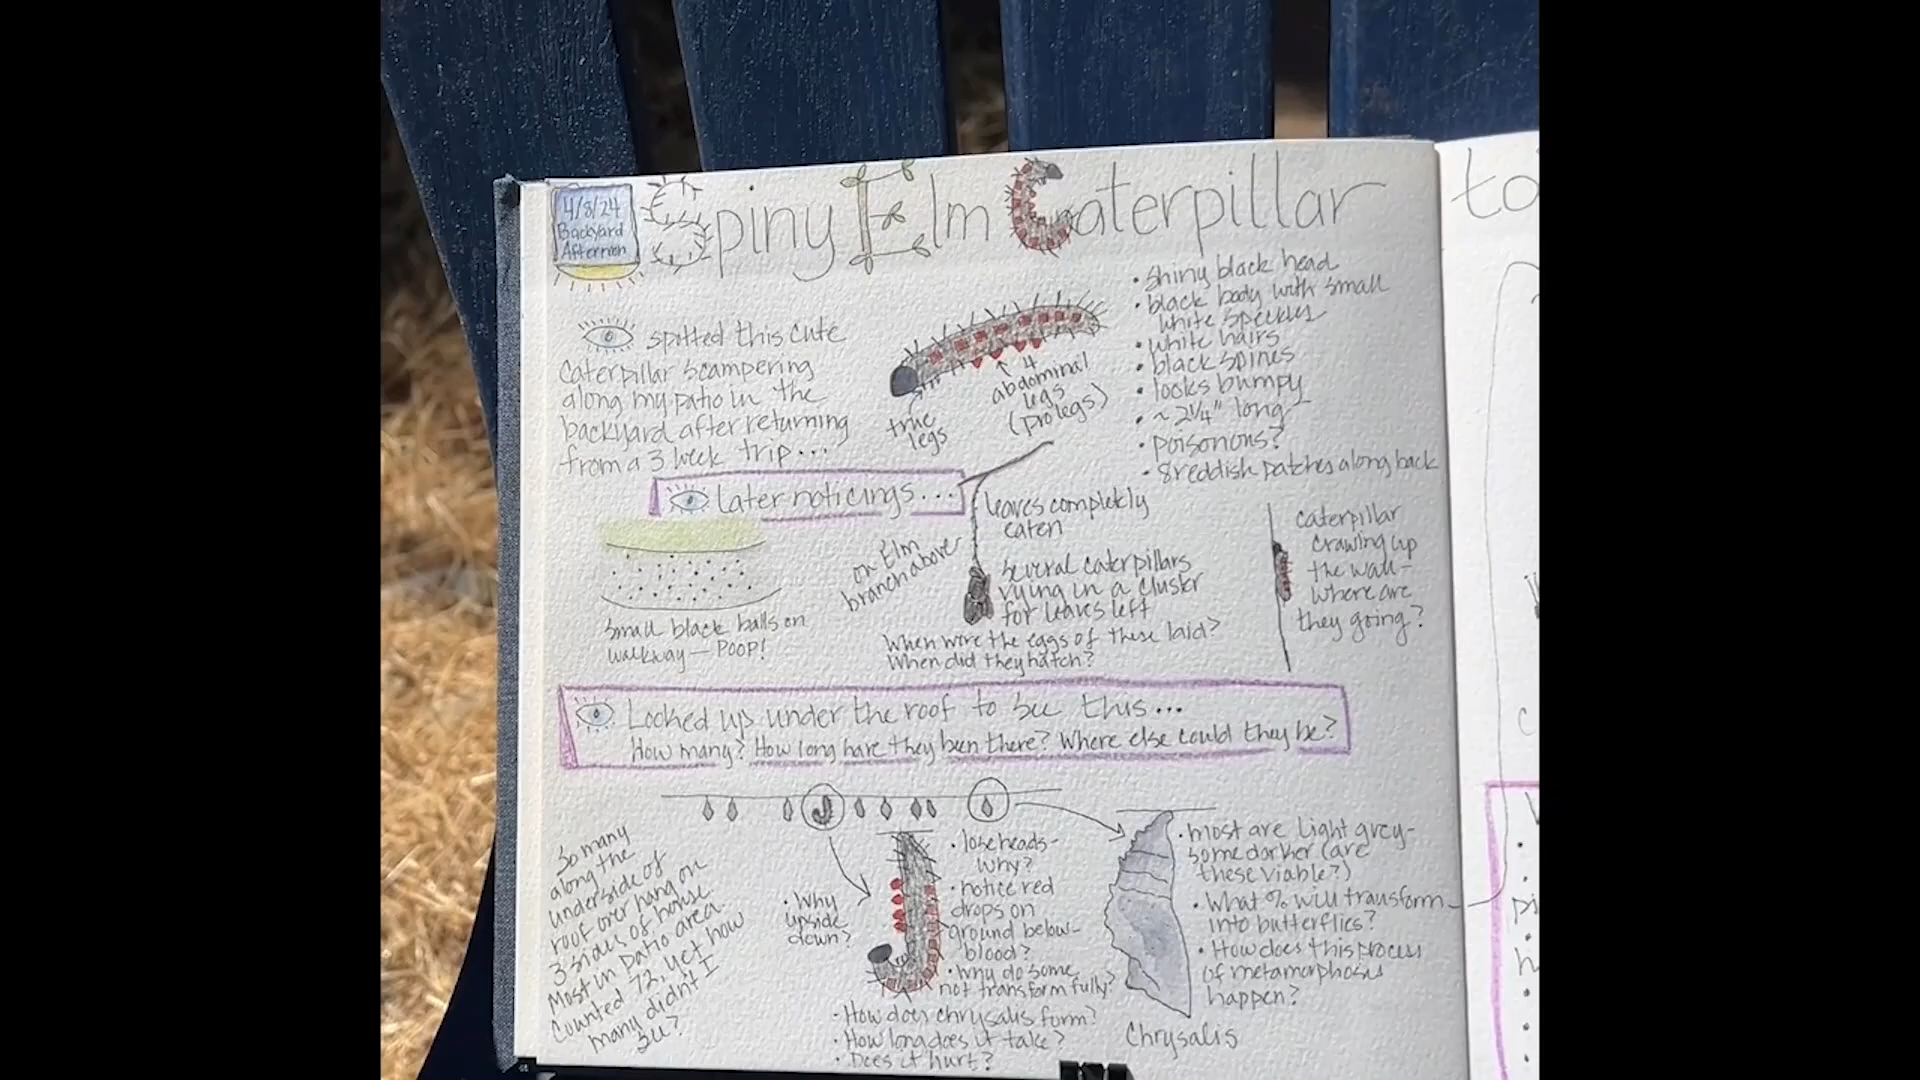 4/8/24
Backyard
Afternoon
Spiny Elm Caterpillar
to
spotted this cute
caterpillar scampering
along my patio in the
backyard after returning
from a 3 week trip...
true
legs
4
abdominal
legs
(prolegs)
• shiny black head
• black body with small
white speckles
• white hairs
• black spines
• looks bumpy
• ~ 2 1/4" long
• poisonous?
• 8 reddish patches along back
Later noticings...
small black balls on
walkway — POOP!
on Elm
branch above
leaves completely
eaten
several caterpillars
vying in a cluster
for leaves left
When were the eggs of these laid?
When did they hatch?
caterpillar
crawling up
the wall —
where are
they going?
Looked up under the roof to see this...
How many? How long have they been there? Where else could they be?
So many
along the
underside of
roof over hang on
3 sides of house.
Most in patio area.
Counted 72, yet how
many didn't I
see?
• Why
upside
down?
• lose heads -
why?
• notice red
drops on
ground below -
blood?
• Why do some
not transform fully?
• How does chrysalis form?
• How long does it take?
• Does it hurt?
Chrysalis
• most are light grey -
some darker (are
these viable?)
• What % will transform
into butterflies?
• How does this process
of metamorphosis
happen?